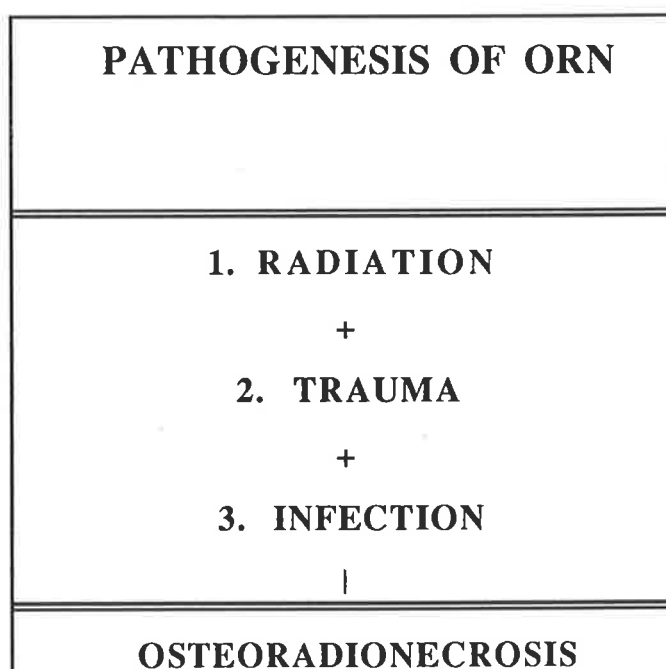 PATHOGENESIS OF ORN
1. RADIATION
+
2. TRAUMA
+
3. INFECTION
|
OSTEORADIONECROSIS